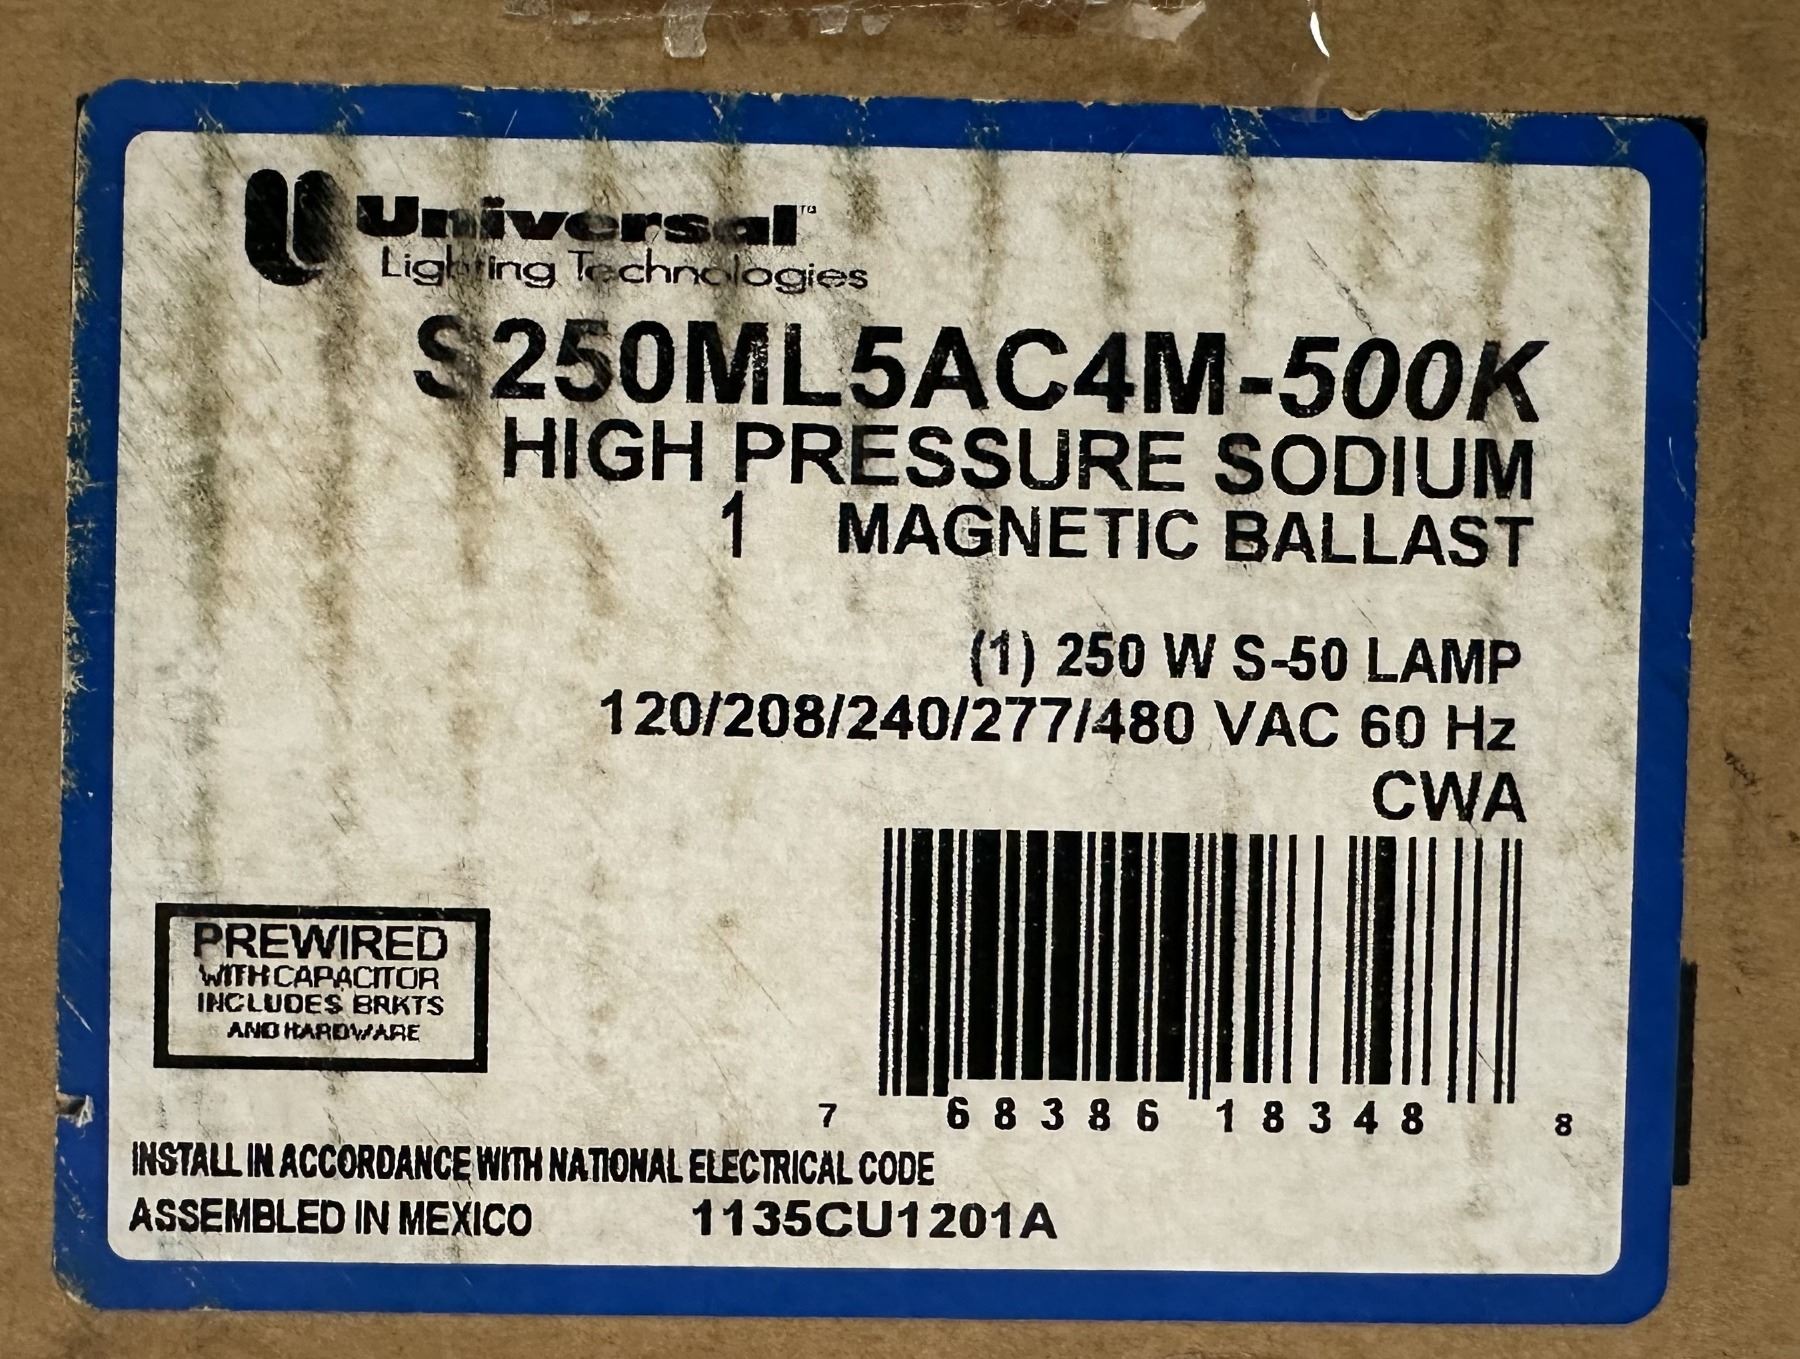 Universal™
Lighting Technologies
S250ML5AC4M-500K
HIGH PRESSURE SODIUM
1 MAGNETIC BALLAST
(1) 250 W S-50 LAMP
120/208/240/277/480 VAC 60 Hz
CWA
PREWIRED
WITH CAPACITOR
INCLUDES BRKTS
AND HARDWARE
7 68386 18348 8
INSTALL IN ACCORDANCE WITH NATIONAL ELECTRICAL CODE
ASSEMBLED IN MEXICO 1135CU1201A